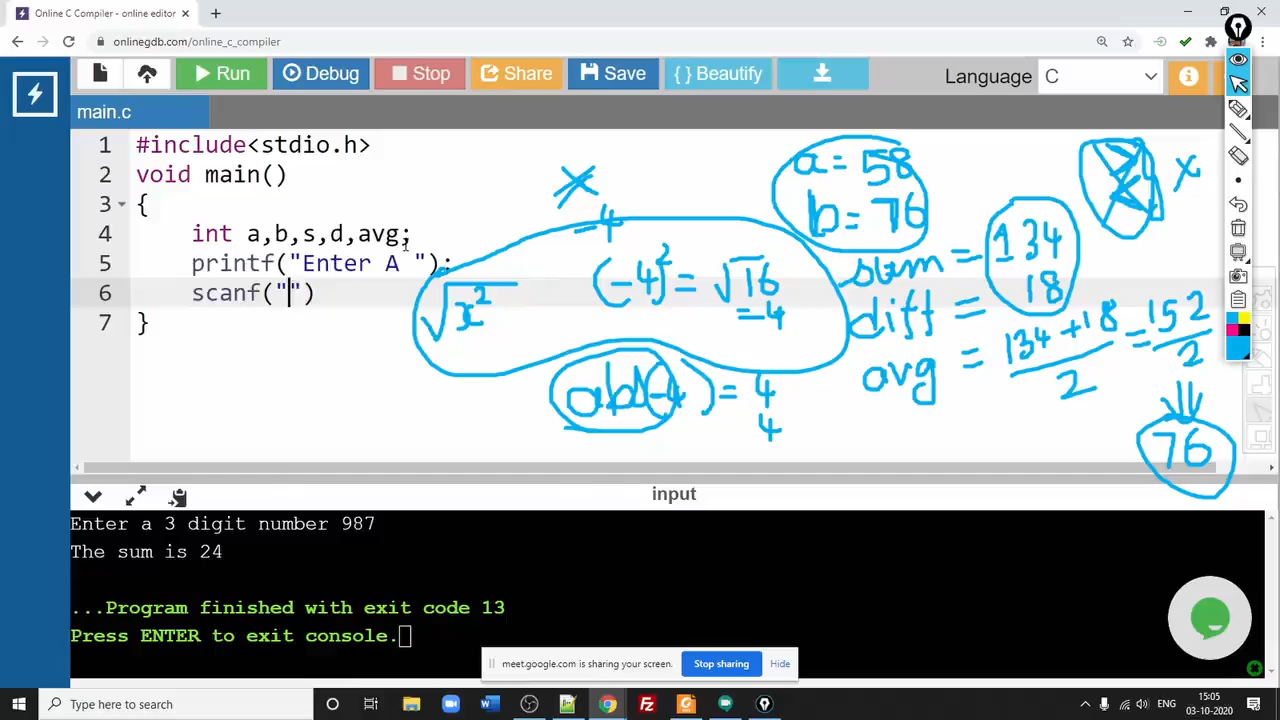 Online C Compiler - online editor
onlinegdb.com/online_c_compiler
Run Debug Stop Share Save { } Beautify Language C
main.c
1 #include<stdio.h>
2 void main()
3 {
4 int a,b,s,d,avg;
5 printf("Enter A ");
6 scanf("")
7 }
a = 58
b = 76
= 4
√x² (-4)² = √16
= 4
abs(-4) = 4
4
sum = 134
diff = 18
avg = 134 + 18 / 2 = 152 / 2
76
input
Enter a 3 digit number 987
The sum is 24
...Program finished with exit code 13
Press ENTER to exit console.
meet.google.com is sharing your screen. Stop sharing Hide
Type here to search
ENG
15:05
03-10-2020